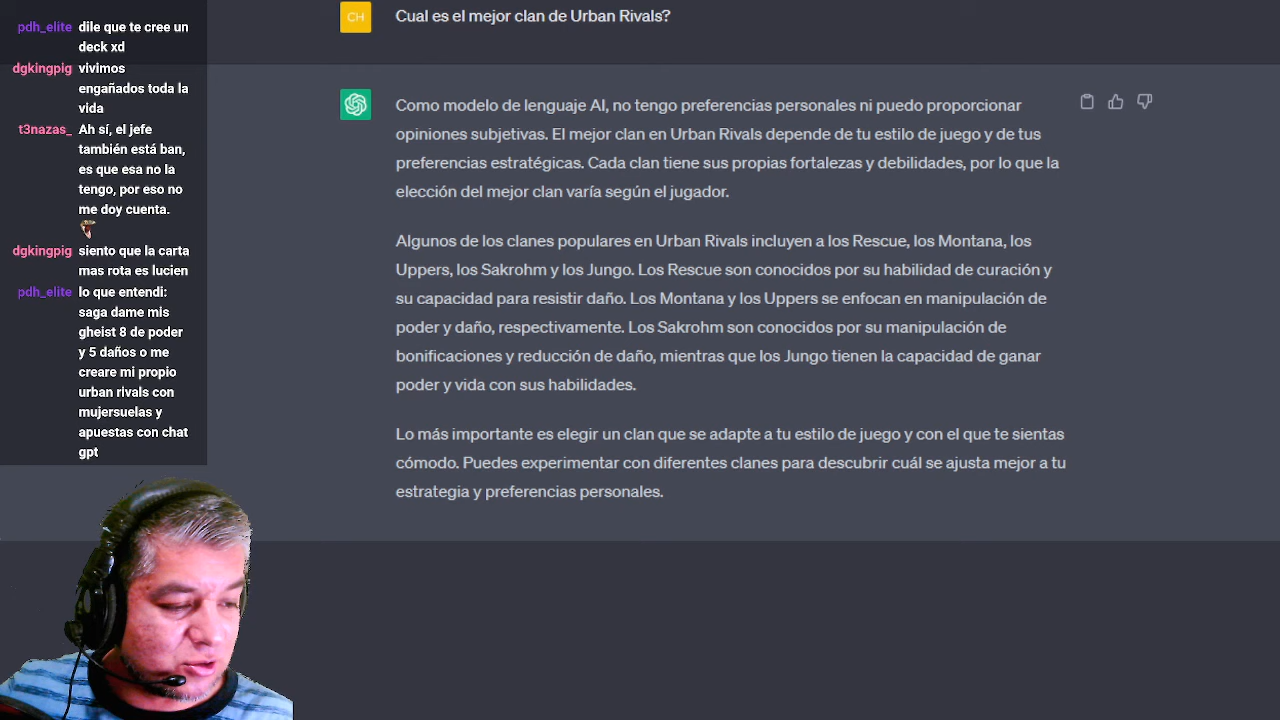 pdh_elite dile que te cree un
deck xd
dgkingpig vivimos
engañados toda la
vida
t3nazas_ Ah sí, el jefe
también está ban,
es que esa no la
tengo, por eso no
me doy cuenta.
dgkingpig siento que la carta
mas rota es lucien
pdh_elite lo que entendi:
saga dame mis
gheist 8 de poder
y 5 daños o me
creare mi propio
urban rivals con
mujersuelas y
apuestas con chat
gpt
CH Cual es el mejor clan de Urban Rivals?
Como modelo de lenguaje AI, no tengo preferencias personales ni puedo proporcionar
opiniones subjetivas. El mejor clan en Urban Rivals depende de tu estilo de juego y de tus
preferencias estratégicas. Cada clan tiene sus propias fortalezas y debilidades, por lo que la
elección del mejor clan varía según el jugador.
Algunos de los clanes populares en Urban Rivals incluyen a los Rescue, los Montana, los
Uppers, los Sakrohm y los Jungo. Los Rescue son conocidos por su habilidad de curación y
su capacidad para resistir daño. Los Montana y los Uppers se enfocan en manipulación de
poder y daño, respectivamente. Los Sakrohm son conocidos por su manipulación de
bonificaciones y reducción de daño, mientras que los Jungo tienen la capacidad de ganar
poder y vida con sus habilidades.
Lo más importante es elegir un clan que se adapte a tu estilo de juego y con el que te sientas
cómodo. Puedes experimentar con diferentes clanes para descubrir cuál se ajusta mejor a tu
estrategia y preferencias personales.